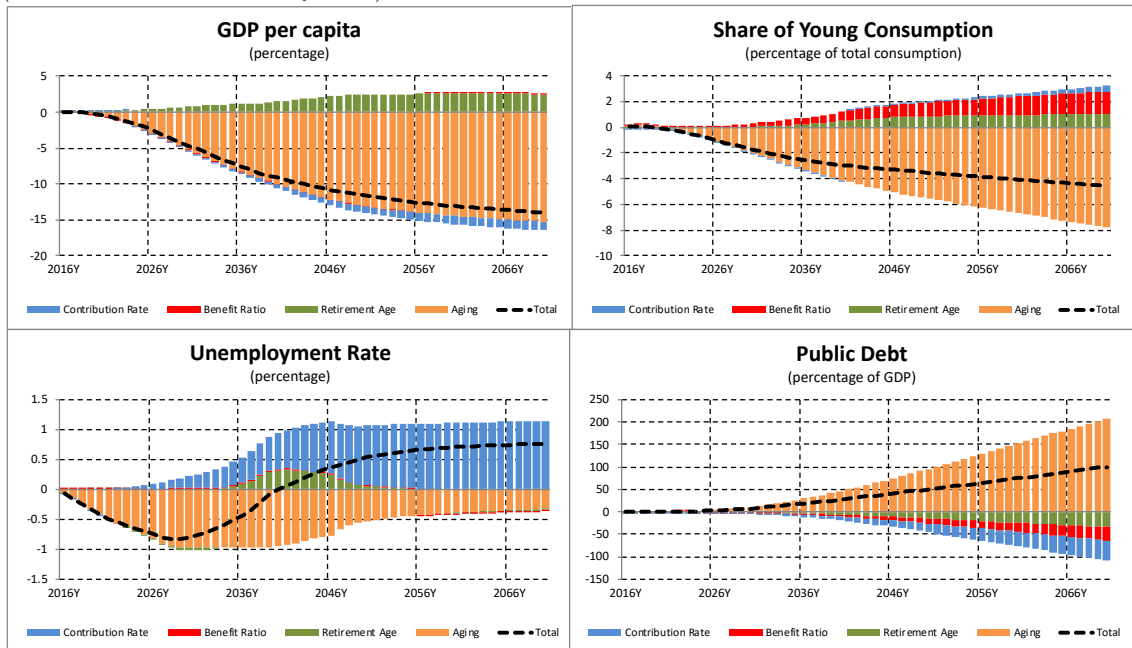 GDP per capita
(percentage)
5
0
-5
-10
-15
-20
2016Y 2026Y 2036Y 2046Y 2056Y 2066Y
Contribution Rate Benefit Ratio Retirement Age Aging Total
Share of Young Consumption
(percentage of total consumption)
4
2
0
-2
-4
-6
-8
-10
2016Y 2026Y 2036Y 2046Y 2056Y 2066Y
Contribution Rate Benefit Ratio Retirement Age Aging Total
Unemployment Rate
(percentage)
1.5
1
0.5
0
-0.5
-1
-1.5
2016Y 2026Y 2036Y 2046Y 2056Y 2066Y
Contribution Rate Benefit Ratio Retirement Age Aging Total
Public Debt
(percentage of GDP)
250
200
150
100
50
0
-50
-100
-150
2016Y 2026Y 2036Y 2046Y 2056Y 2066Y
Contribution Rate Benefit Ratio Retirement Age Aging Total